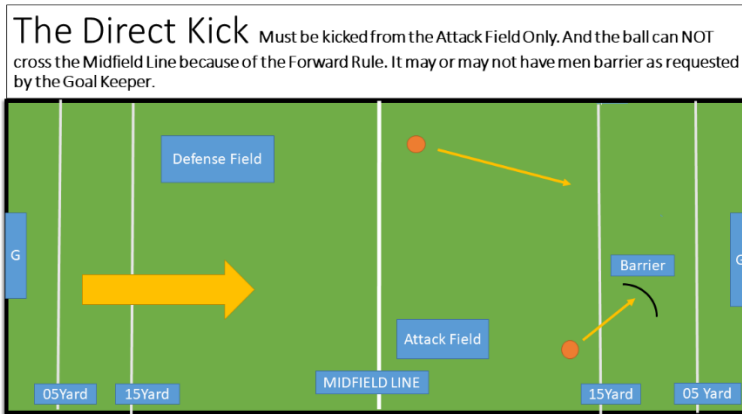 The Direct Kick Must be kicked from the Attack Field Only. And the ball can NOT
cross the Midfield Line because of the Forward Rule. It may or may not have men barrier as requested
by the Goal Keeper.
Defense Field
G
G
Barrier
Attack Field
MIDFIELD LINE
05Yard
15Yard
15Yard
05 Yard